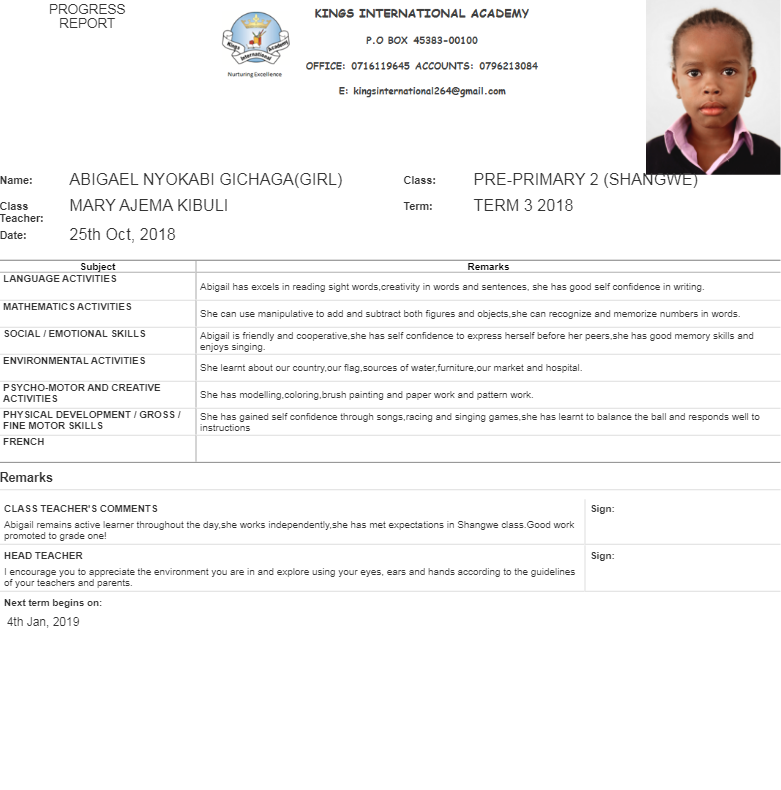 PROGRESS
REPORT
KINGS INTERNATIONAL ACADEMY
P.O BOX 45383-00100
OFFICE: 0716119645 ACCOUNTS: 0796213084
E: kingsinternational264@gmail.com
Kings Academy
International
Nurturing Excellence
Name: ABIGAEL NYOKABI GICHAGA(GIRL) Class: PRE-PRIMARY 2 (SHANGWE)
Class Teacher: MARY AJEMA KIBULI Term: TERM 3 2018
Date: 25th Oct, 2018
Subject Remarks
LANGUAGE ACTIVITIES
Abigail has excels in reading sight words,creativity in words and sentences, she has good self confidence in writing.
MATHEMATICS ACTIVITIES
She can use manipulative to add and subtract both figures and objects,she can recognize and memorize numbers in words.
SOCIAL / EMOTIONAL SKILLS
Abigail is friendly and cooperative,she has self confidence to express herself before her peers,she has good memory skills and
enjoys singing.
ENVIRONMENTAL ACTIVITIES
She learnt about our country,our flag,sources of water,furniture,our market and hospital.
PSYCHO-MOTOR AND CREATIVE
ACTIVITIES
She has modelling,coloring,brush painting and paper work and pattern work.
PHYSICAL DEVELOPMENT / GROSS /
FINE MOTOR SKILLS
She has gained self confidence through songs,racing and singing games,she has learnt to balance the ball and responds well to
instructions
FRENCH
Remarks
CLASS TEACHER'S COMMENTS
Abigail remains active learner throughout the day,she works independently,she has met expectations in Shangwe class.Good work
promoted to grade one!
Sign:
HEAD TEACHER
I encourage you to appreciate the environment you are in and explore using your eyes, ears and hands according to the guidelines
of your teachers and parents.
Sign:
Next term begins on:
4th Jan, 2019